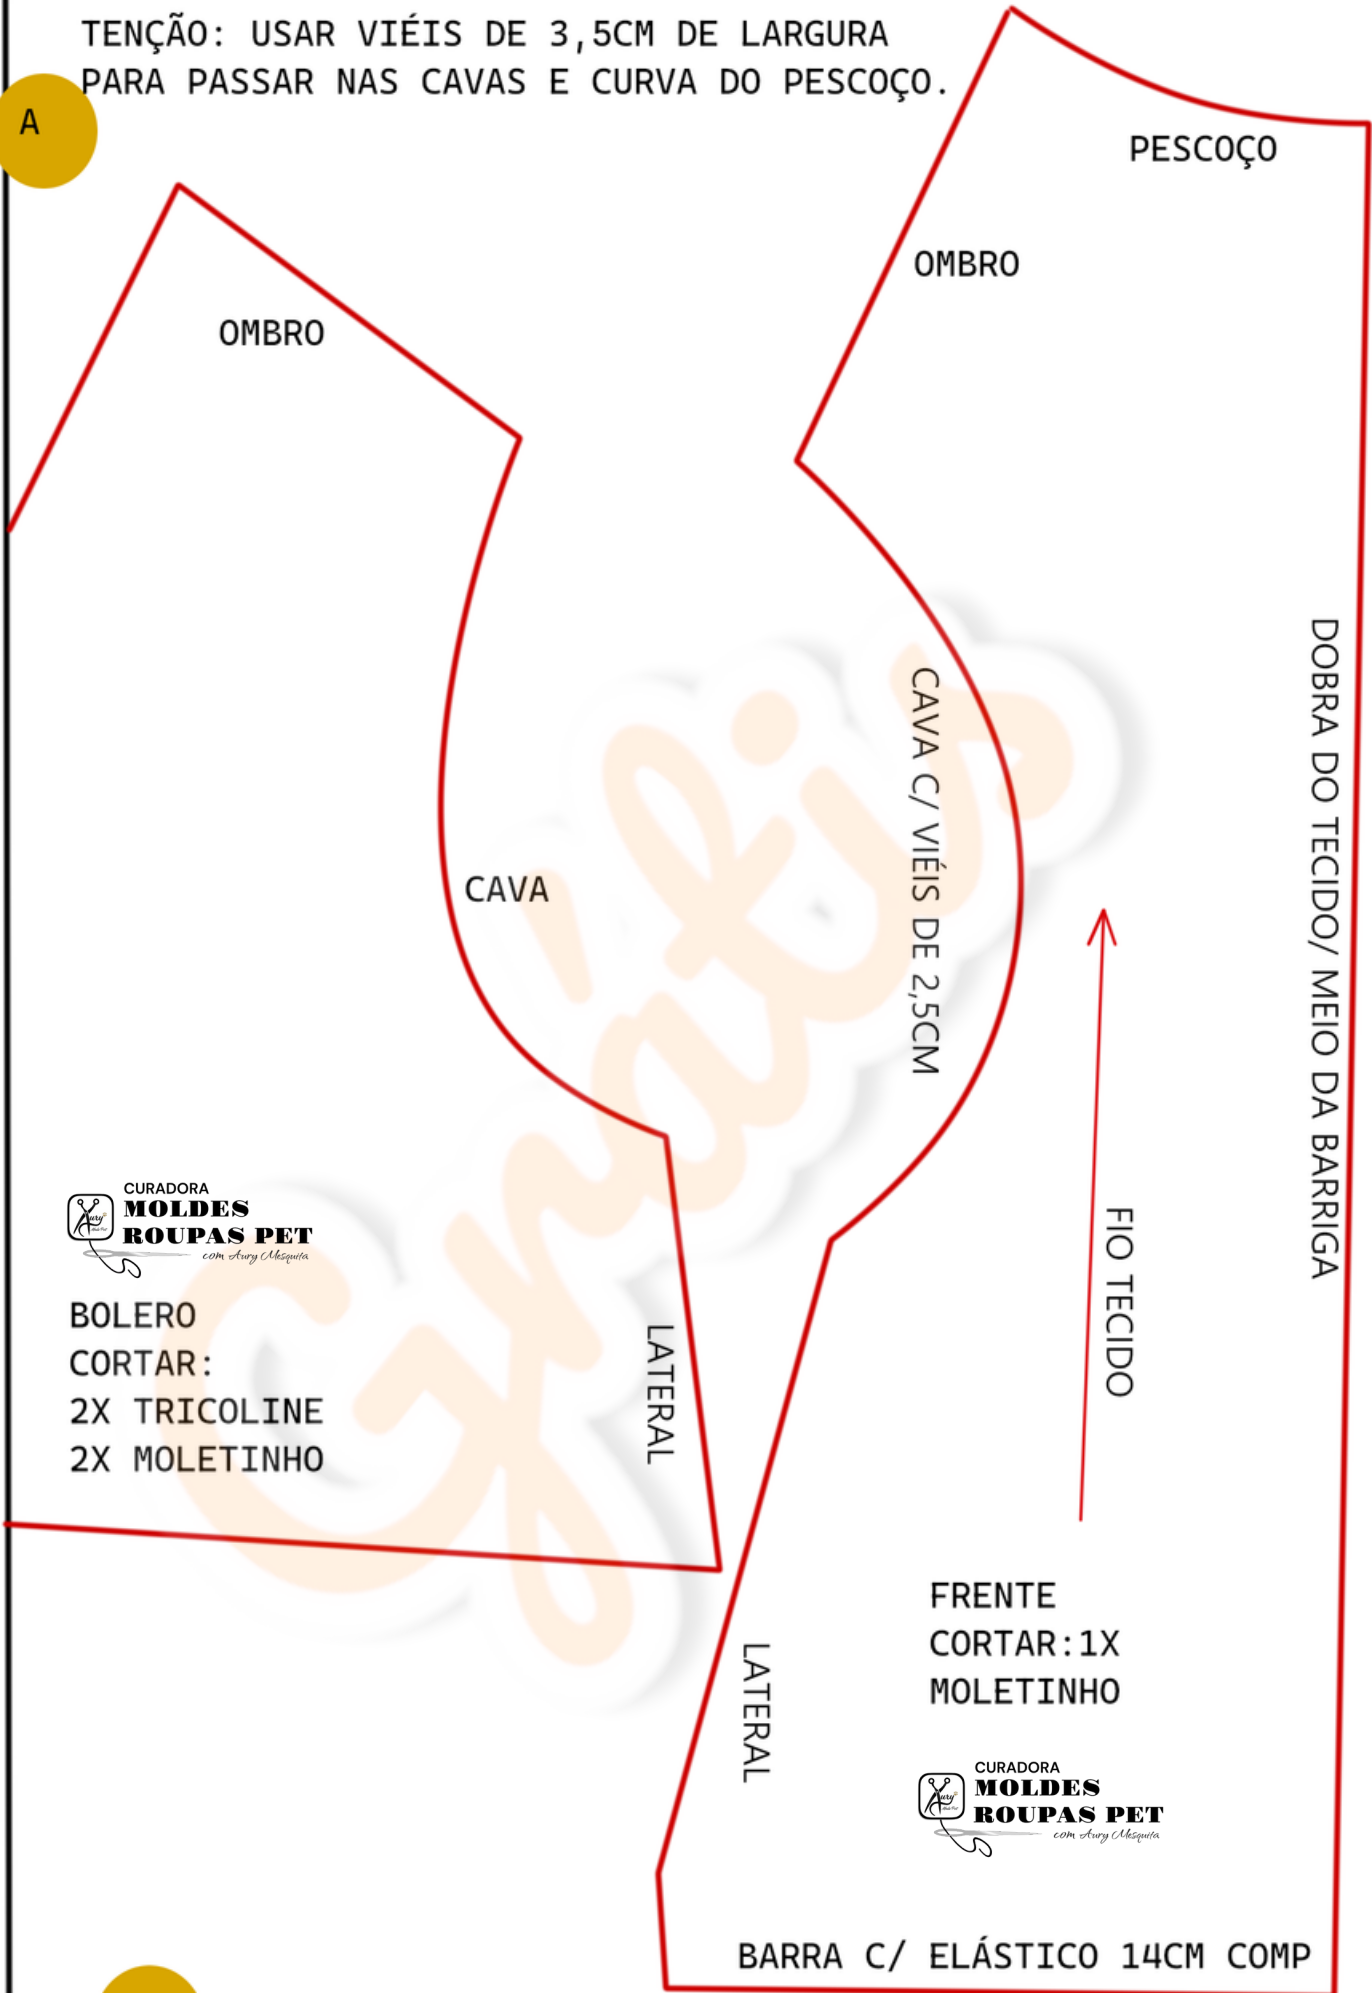 TENÇÃO: USAR VIÉIS DE 3,5CM DE LARGURA
PARA PASSAR NAS CAVAS E CURVA DO PESCOÇO.
A
PESCOÇO
OMBRO
OMBRO
CAVA C/ VIÉIS DE 2,5CM
DOBRA DO TECIDO/ MEIO DA BARRIGA
CAVA
Grátis
FIO TECIDO
CURADORA
MOLDES
ROUPAS PET
com Aury Mesquita
BOLERO
CORTAR:
2X TRICOLINE
2X MOLETINHO
LATERAL
LATERAL
FRENTE
CORTAR:1X
MOLETINHO
CURADORA
MOLDES
ROUPAS PET
com Aury Mesquita
BARRA C/ ELÁSTICO 14CM COMP